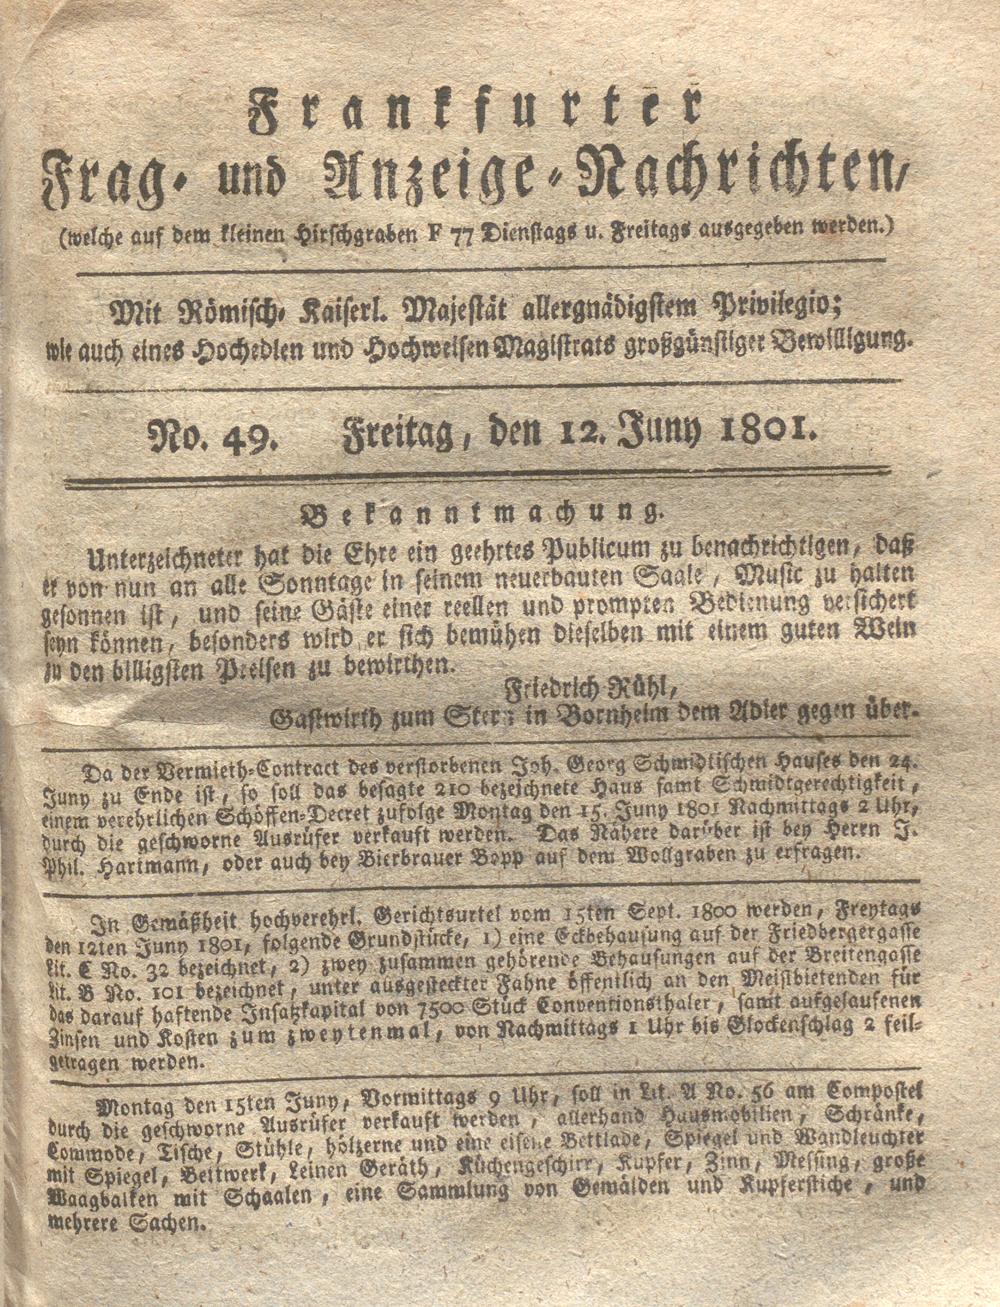 Frankfurter
Frag- und Anzeige-Nachrichten,
(welche auf dem kleinen Hirschgraben F 77 Dienstags u. Freitags ausgegeben werden.)
Mit Römisch- Kaiserl. Majestät allergnädigstem Privilegio;
wie auch eines Hochedlen und Hochweisen Magistrats großgünstiger Bewilligung.
No. 49. Freitag, den 12. Juny 1801.
Bekanntmachung.
Unterzeichneter hat die Ehre ein geehrtes Publicum zu benachrichtigen, daß
er von nun an alle Sonntage in seinem neuerbauten Saale, Music zu halten
gesonnen ist, und seine Gäste einer reellen und prompten Bedienung versichert
seyn können, besonders wird er sich bemühen dieselben mit einem guten Wein
zu den billigsten Preisen zu bewirthen.
Friedrich Rühl,
Gastwirth zum Stern in Bornheim dem Adler gegen über.
Da der Vermieth-Contract des verstorbenen Joh. Georg Schmidtischen Hauses den 24.
Juny zu Ende ist, so soll das besagte 210 bezeichnete Haus samt Schmidtgerechtigkeit,
einem verehrlichen Schöffen-Decret zufolge Montag den 15. Juny 1801 Nachmittags 2 Uhr,
durch die geschworne Ausrüfer verkauft werden. Das Nähere darüber ist bey Herrn J.
Phil. Hartmann, oder auch bey Bierbrauer Bopp auf dem Wollgraben zu erfragen.
In Gemäßheit hochverehrl. Gerichtsurtel vom 15ten Sept. 1800 werden, Freytags
den 12ten Juny 1801, folgende Grundstücke, 1) eine Eckbehausung auf der Friedbergergasse
Lit. C No. 32 bezeichnet, 2) zwey zusammen gehörende Behausungen auf der Breitengasse
Lit. B No. 101 bezeichnet, unter ausgesteckter Fahne öffentlich an den Meistbietenden für
das darauf haftende Insatzkapital von 7500 Stück Conventionsthaler, samt aufgelaufenen
Zinsen und Kosten zum zweytenmal, von Nachmittags 1 Uhr bis Glockenschlag 2 feil-
getragen werden.
Montag den 15ten Juny, Vormittags 9 Uhr, soll in Lit. A No. 56 am Compostel
durch die geschworne Ausrüfer verkauft werden, allerhand Hausmobilien, Schränke,
Commode, Tische, Stühle, hölzerne und eine eiserne Bettlade, Spiegel und Wandleuchter
mit Spiegel, Bettwerk, Leinen Geräth, Küchengeschirr, Kupfer, Zinn, Messing, große
Waagbalken mit Schaalen, eine Sammlung von Gemälden und Kupferstiche, und
mehrere Sachen.